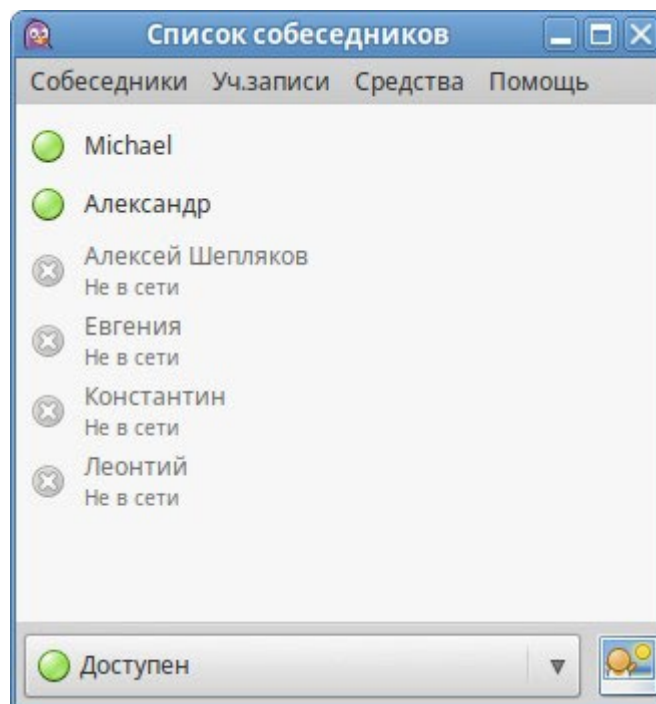 Список собеседников
Собеседники Уч.записи Средства Помощь
Michael
Александр
Алексей Шепляков
Не в сети
Евгения
Не в сети
Константин
Не в сети
Леонтий
Не в сети
Доступен